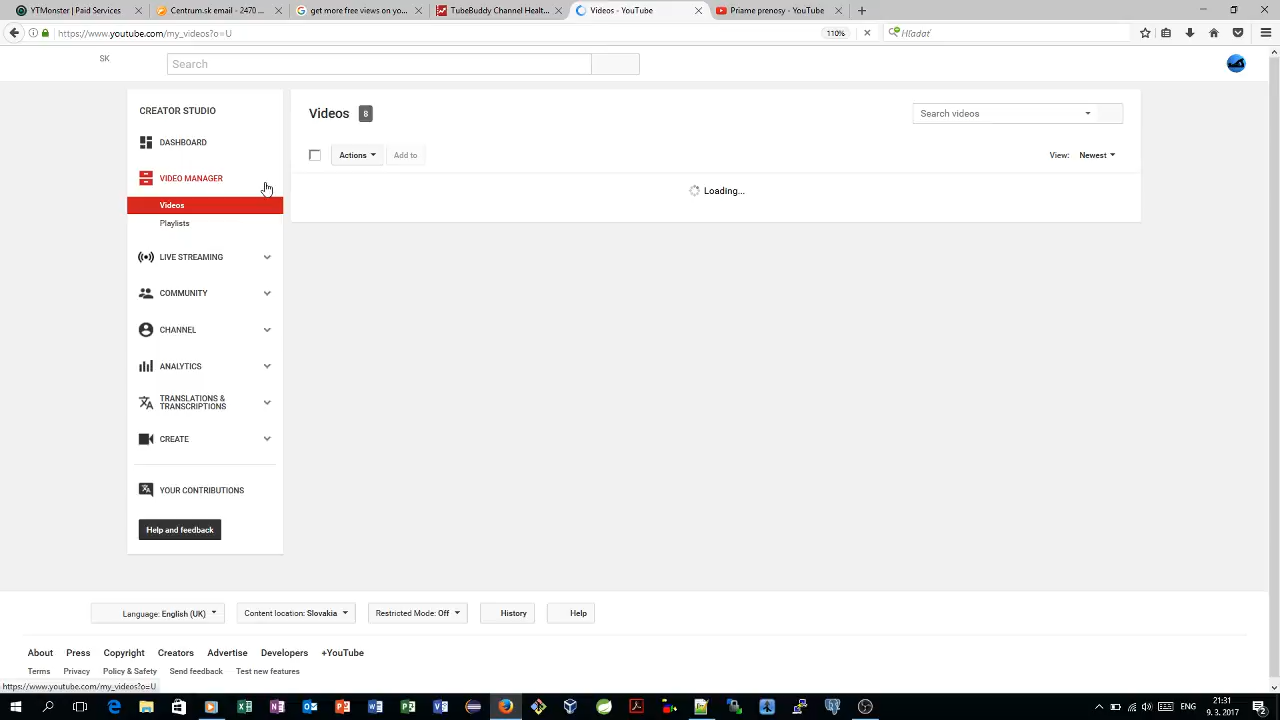 YTMonster | Paid Services
Centrum.sk email - 2470 ...
get more free views on yo...
TubeBuddy Channel Healt...
Videos - YouTube
Priame prenosy - YouTube
https://www.youtube.com/my_videos?o=U
110%
Hľadať
SK
Search
CREATOR STUDIO
DASHBOARD
VIDEO MANAGER
Videos
Playlists
LIVE STREAMING
COMMUNITY
CHANNEL
ANALYTICS
TRANSLATIONS &
TRANSCRIPTIONS
CREATE
YOUR CONTRIBUTIONS
Help and feedback
Videos 8
Search videos
Actions
Add to
View: Newest
Loading...
Language: English (UK)
Content location: Slovakia
Restricted Mode: Off
History
Help
About Press Copyright Creators Advertise Developers +YouTube
Terms Privacy Policy & Safety Send feedback Test new features
https://www.youtube.com/my_videos?o=U
21:31
9. 3. 2017